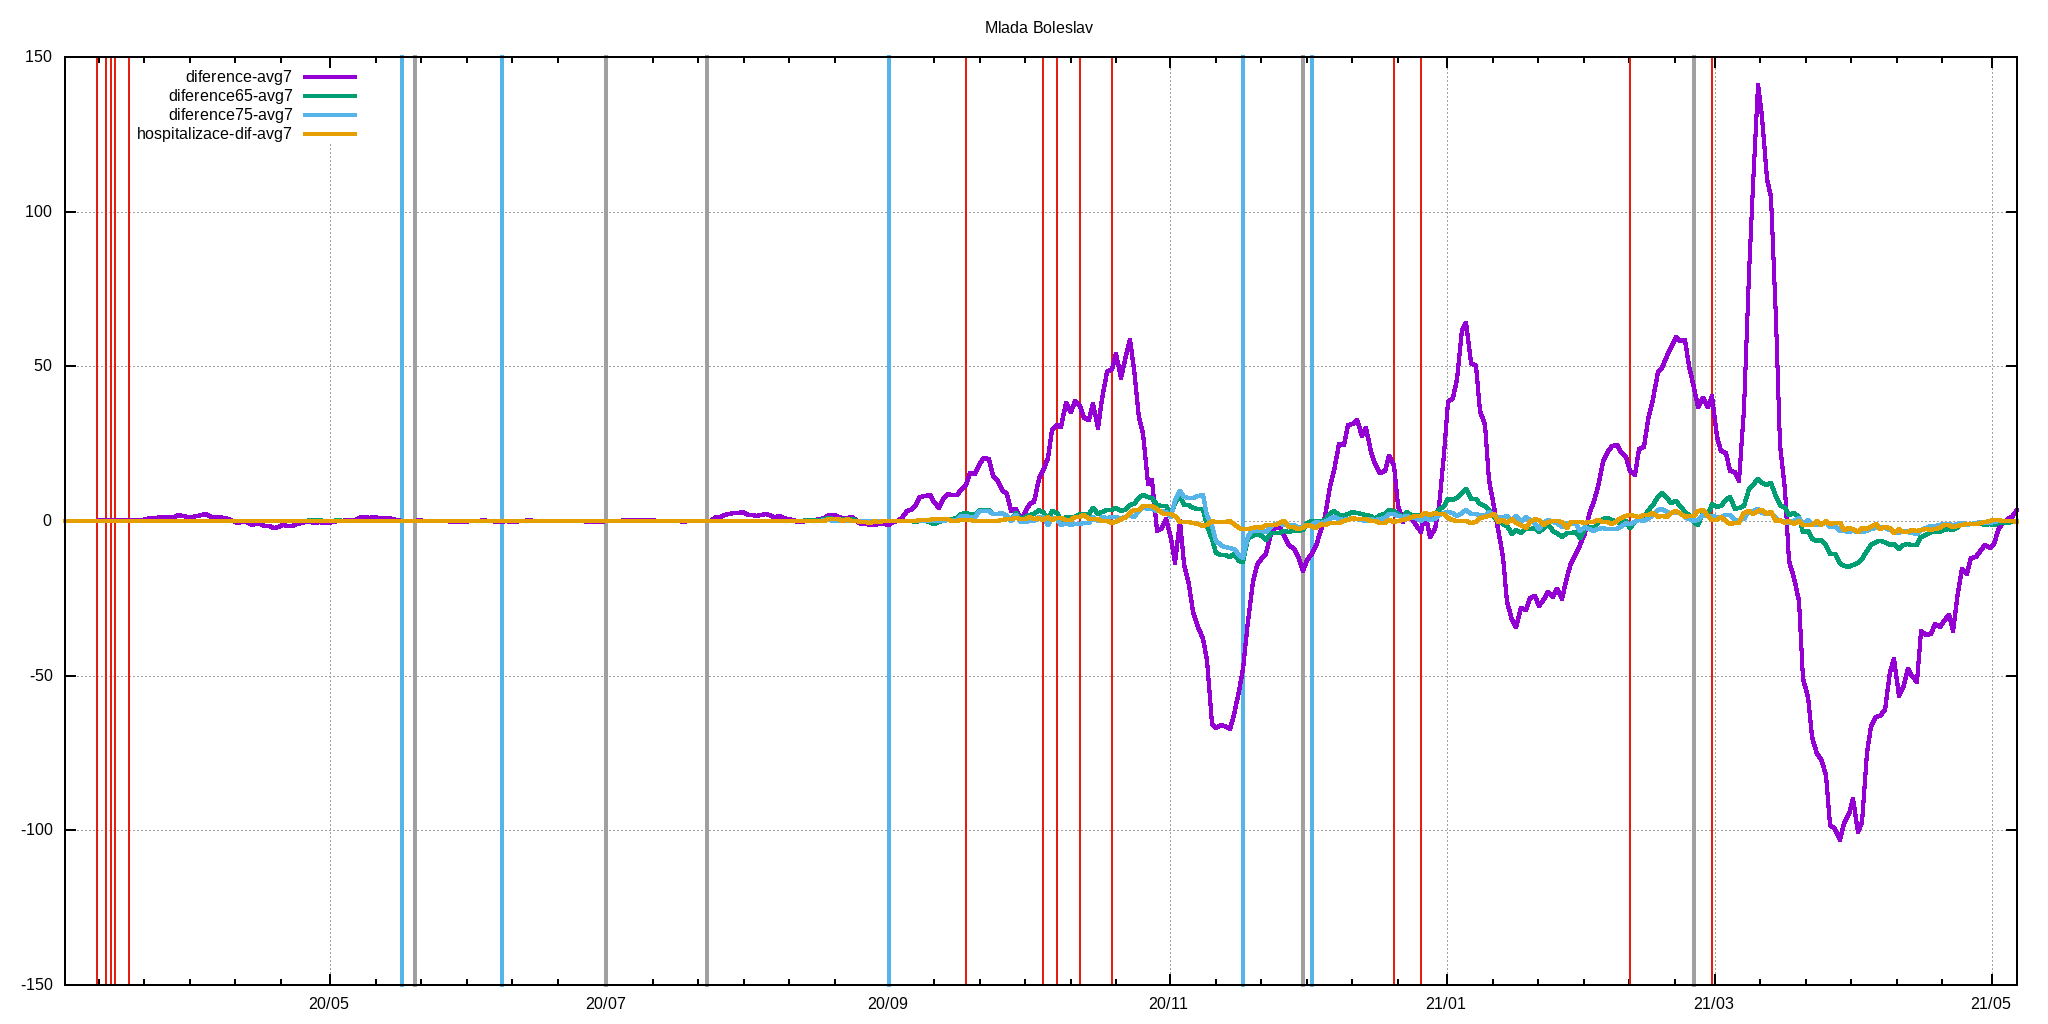 Mlada Boleslav
150
100
50
0
-50
-100
-150
diference-avg7
diference65-avg7
diference75-avg7
hospitalizace-dif-avg7
20/05 20/07 20/09 20/11 21/01 21/03 21/05